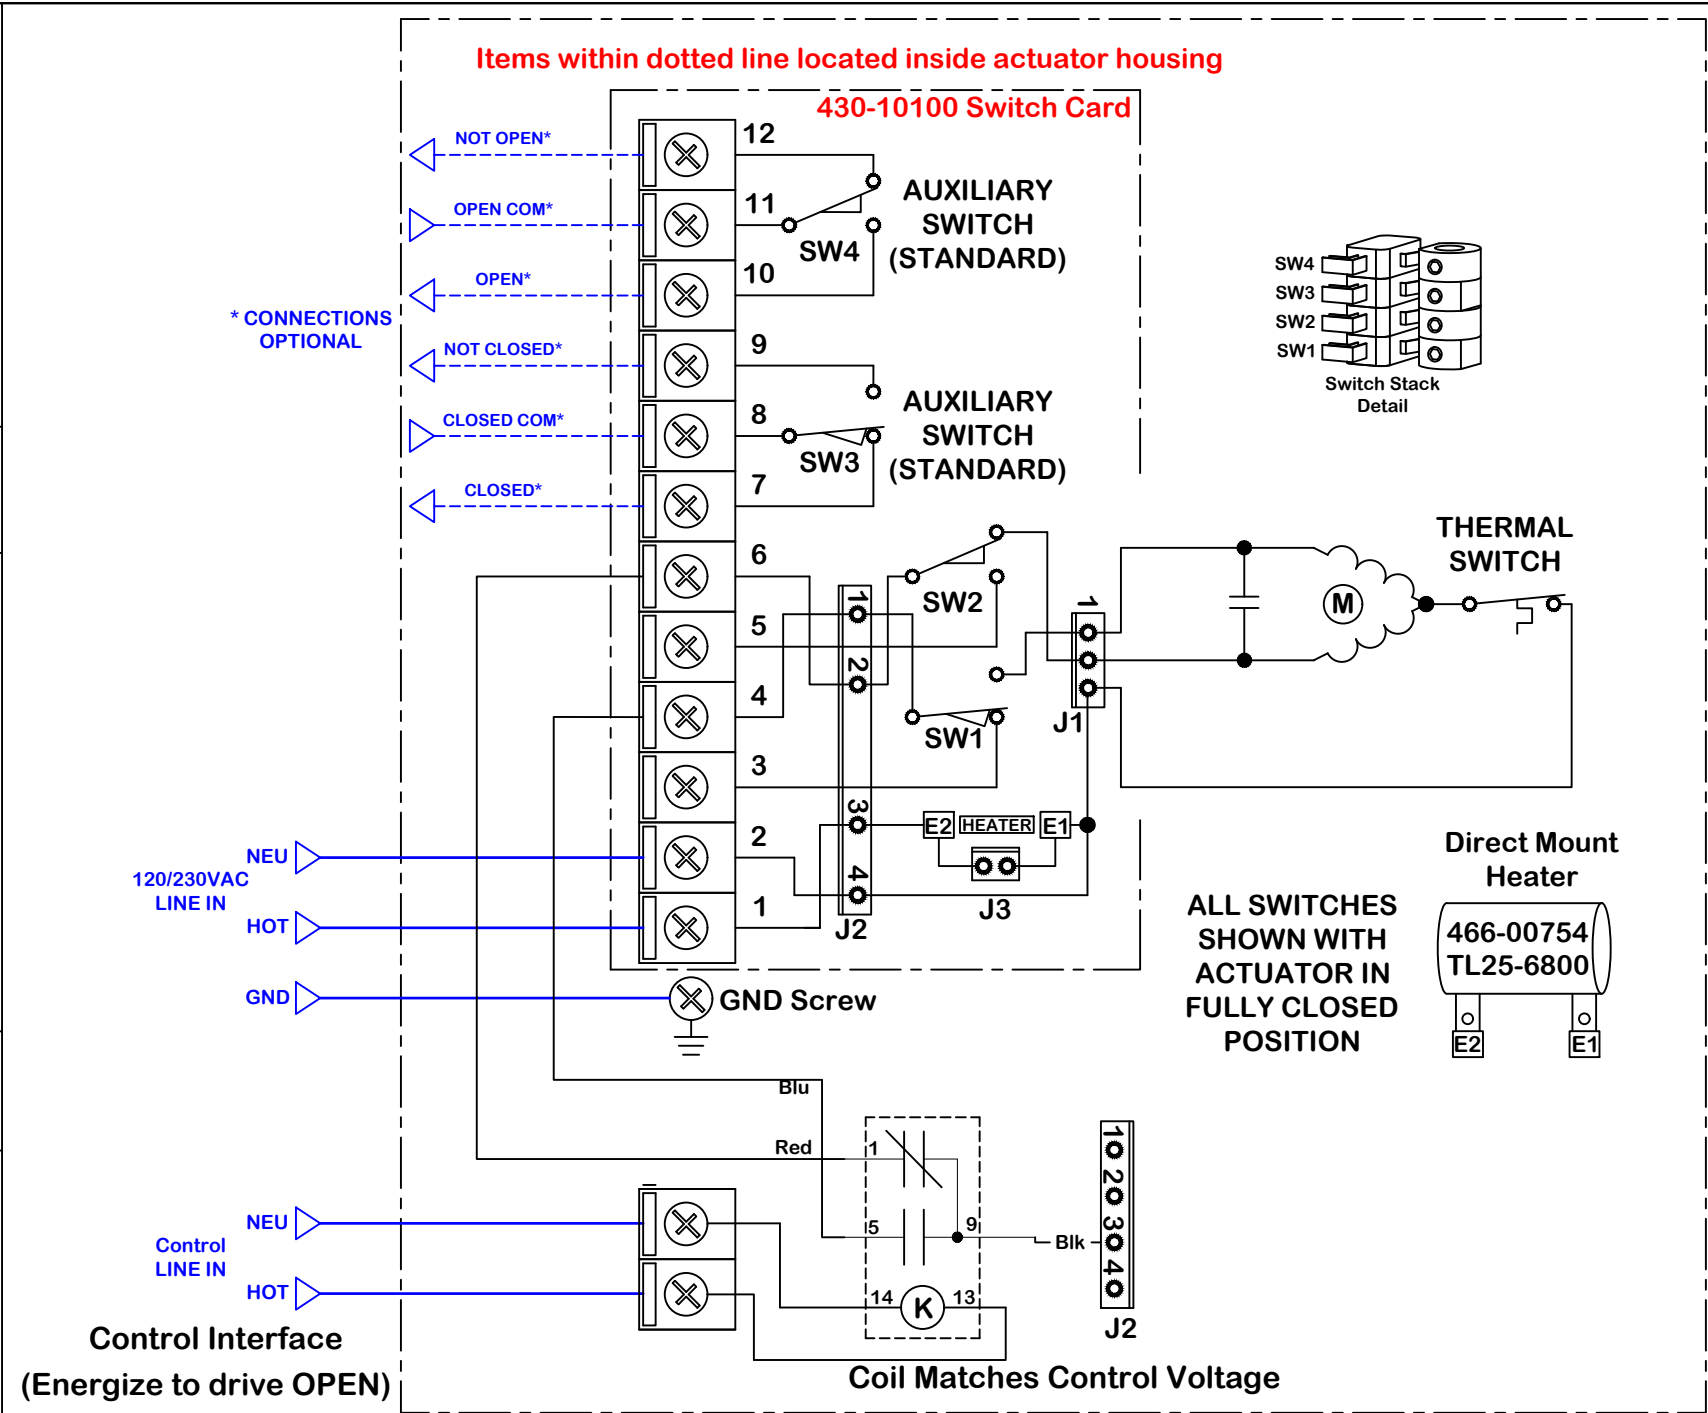 Items within dotted line located inside actuator housing
430-10100 Switch Card
NOT OPEN*
12
OPEN COM*
11
SW4
AUXILIARY
SWITCH
(STANDARD)
OPEN*
10
* CONNECTIONS
OPTIONAL
NOT CLOSED*
9
CLOSED COM*
8
SW3
AUXILIARY
SWITCH
(STANDARD)
CLOSED*
7
SW4
SW3
SW2
SW1
Switch Stack
Detail
6
5
4
3
2
1
1
2
3
4
J2
SW2
SW1
1
J1
M
THERMAL
SWITCH
E2
HEATER
E1
J3
NEU
120/230VAC
LINE IN
HOT
GND
GND Screw
ALL SWITCHES
SHOWN WITH
ACTUATOR IN
FULLY CLOSED
POSITION
Direct Mount
Heater
466-00754
TL25-6800
E2
E1
Blu
Red
1
5
9
Blk
14
K
13
1
2
3
4
J2
NEU
Control
LINE IN
HOT
Control Interface
(Energize to drive OPEN)
Coil Matches Control Voltage